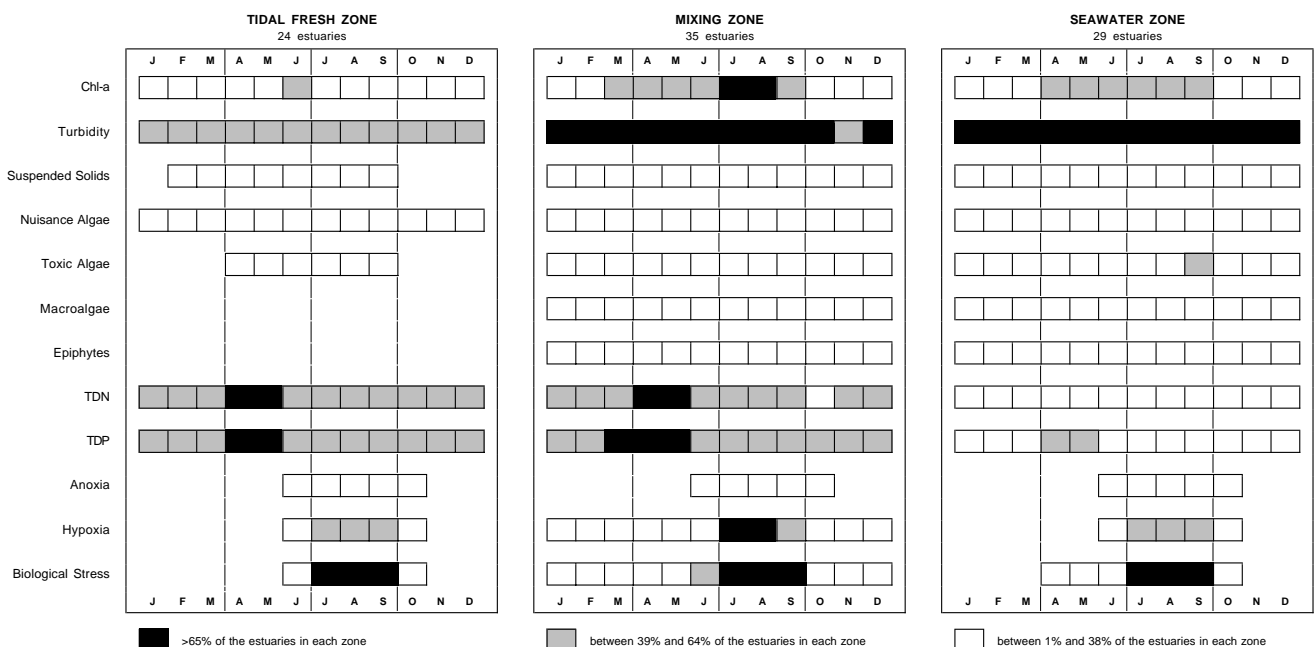 TIDAL FRESH ZONE
24 estuaries
MIXING ZONE
35 estuaries
SEAWATER ZONE
29 estuaries
J F M A M J J A S O N D
J F M A M J J A S O N D
J F M A M J J A S O N D
Chl-a
Turbidity
Suspended Solids
Nuisance Algae
Toxic Algae
Macroalgae
Epiphytes
TDN
TDP
Anoxia
Hypoxia
Biological Stress
J F M A M J J A S O N D
J F M A M J J A S O N D
J F M A M J J A S O N D
>65% of the estuaries in each zone
between 39% and 64% of the estuaries in each zone
between 1% and 38% of the estuaries in each zone